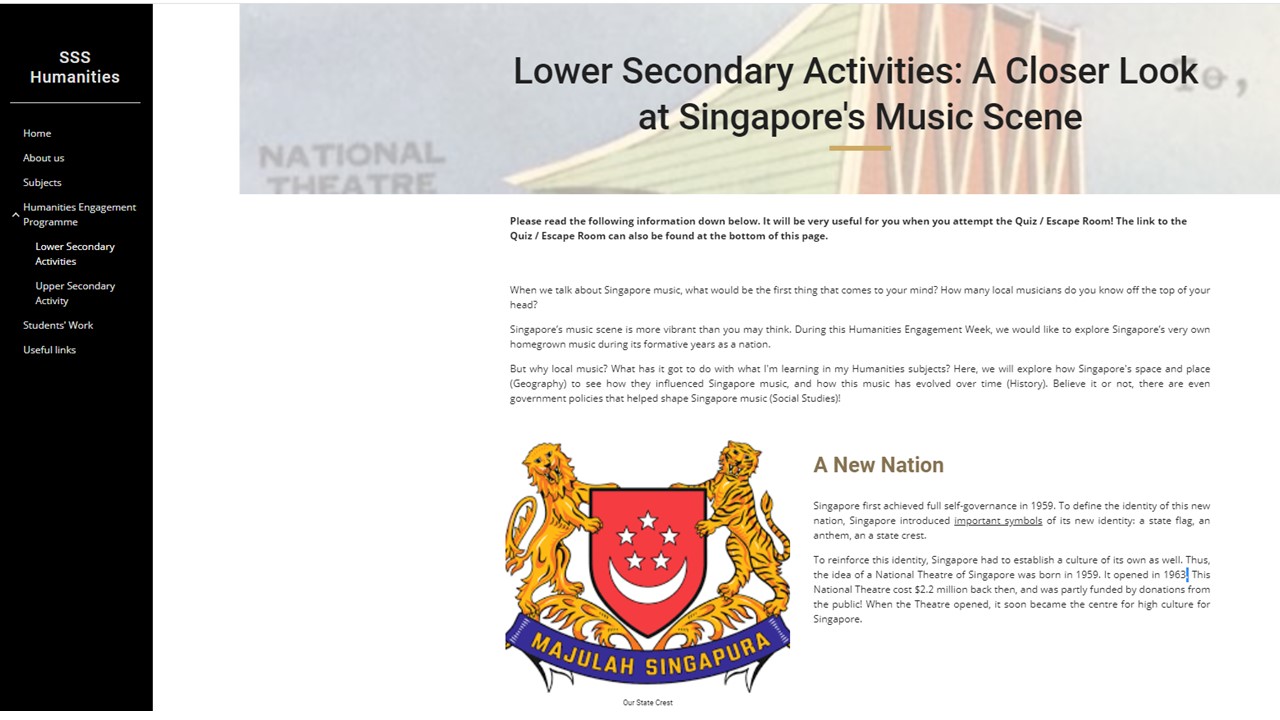 SSS
Humanities
Home
About us
Subjects
Humanities Engagement
Programme
Lower Secondary
Activities
Upper Secondary
Activity
Students' Work
Useful links
NATIONAL
THEATRE
Lower Secondary Activities: A Closer Look
at Singapore's Music Scene
Please read the following information down below. It will be very useful for you when you attempt the Quiz / Escape Room! The link to the
Quiz / Escape Room can also be found at the bottom of this page.
When we talk about Singapore music, what would be the first thing that comes to your mind? How many local musicians do you know off the top of your
head?
Singapore's music scene is more vibrant than you may think. During this Humanities Engagement Week, we would like to explore Singapore's very own
homegrown music during its formative years as a nation.
But why local music? What has it got to do with what I'm learning in my Humanities subjects? Here, we will explore how Singapore's space and place
(Geography) to see how they influenced Singapore music, and how this music has evolved over time (History). Believe it or not, there are even
government policies that helped shape Singapore music (Social Studies)!
MAJULAH SINGAPURA
Our State Crest
A New Nation
Singapore first achieved full self-governance in 1959. To define the identity of this new
nation, Singapore introduced important symbols of its new identity: a state flag, an
anthem, an a state crest.
To reinforce this identity, Singapore had to establish a culture of its own as well. Thus,
the idea of a National Theatre of Singapore was born in 1959. It opened in 1963. This
National Theatre cost $2.2 million back then, and was partly funded by donations from
the public! When the Theatre opened, it soon became the centre for high culture for
Singapore.